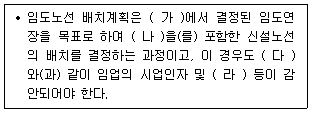 • 임도노선 배치계획은 ( 가 )에서 결정된 임도연
장을 목표로 하며 ( 나 )을(를) 포함한 신설노선
의 배치를 결정하는 과정이고, 이 경우도 ( 다 )
와(과) 같이 임업의 시업인자 및 ( 라 ) 등이 감
안되어야 한다.